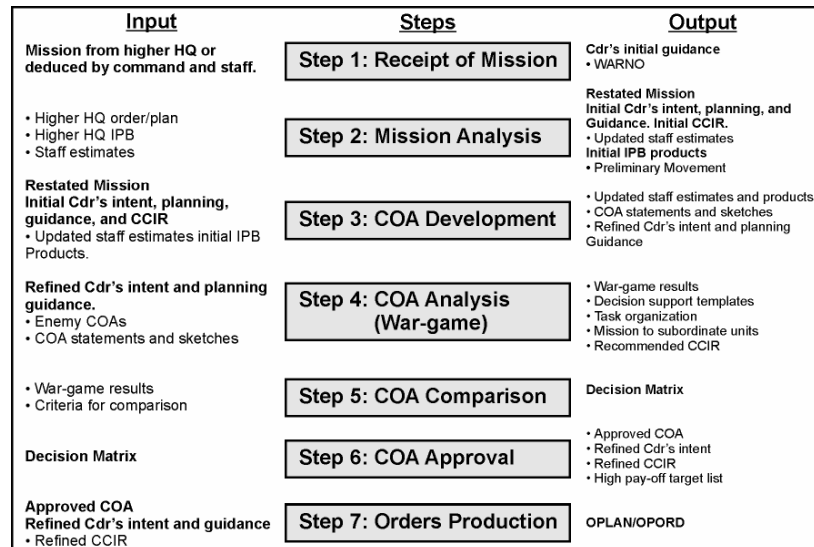 Input
Steps
Output
Mission from higher HQ or
deduced by command and staff.
Step 1: Receipt of Mission
Cdr's initial guidance
• WARNO
• Higher HQ order/plan
• Higher HQ IPB
• Staff estimates
Step 2: Mission Analysis
Restated Mission
Initial Cdr's intent, planning, and
Guidance. Initial CCIR.
• Updated staff estimates
Initial IPB products
• Preliminary Movement
Restated Mission
Initial Cdr's intent, planning,
guidance, and CCIR
• Updated staff estimates initial IPB
Products.
Step 3: COA Development
• Updated staff estimates and products
• COA statements and sketches
• Refined Cdr's intent and planning
Guidance
Refined Cdr's intent and planning
guidance.
• Enemy COAs
• COA statements and sketches
Step 4: COA Analysis
(War-game)
• War-game results
• Decision support templates
• Task organization
• Mission to subordinate units
• Recommended CCIR
• War-game results
• Criteria for comparison
Step 5: COA Comparison
Decision Matrix
Decision Matrix
Step 6: COA Approval
• Approved COA
• Refined Cdr's intent
• Refined CCIR
• High pay-off target list
Approved COA
Refined Cdr's intent and guidance
• Refined CCIR
Step 7: Orders Production
OPLAN/OPORD